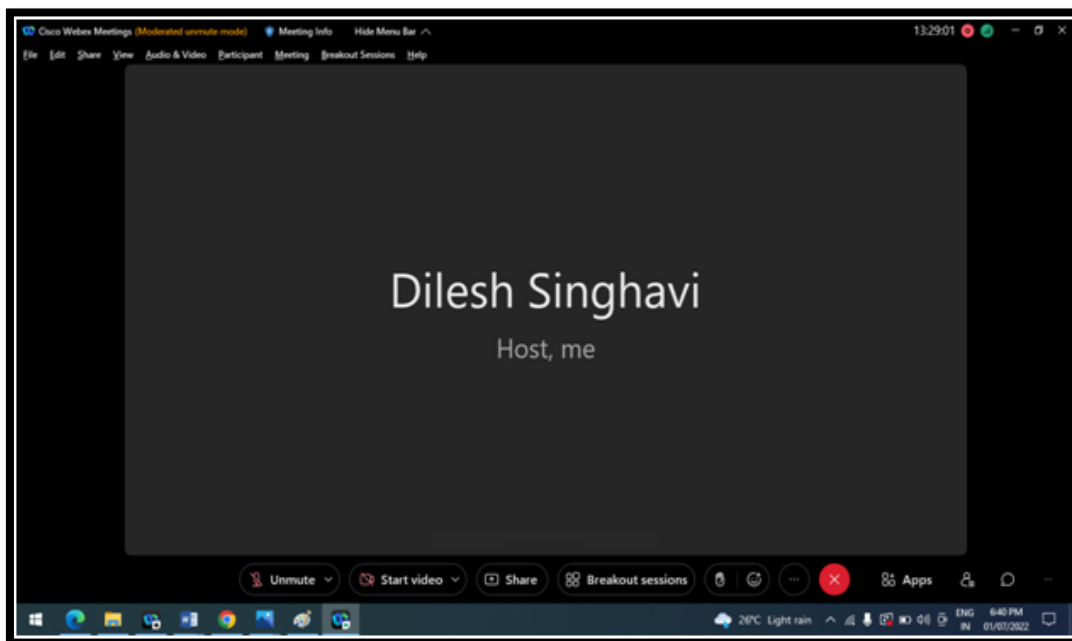 Cisco Webex Meetings (Moderated unmute mode) Meeting Info Hide Menu Bar 13:29:01
File Edit Share View Audio & Video Participant Meeting Breakout Sessions Help
Dilesh Singhavi
Host, me
Unmute Start video Share Breakout sessions Apps
26°C Light rain ENG 6:40 PM
IN 01/07/2022